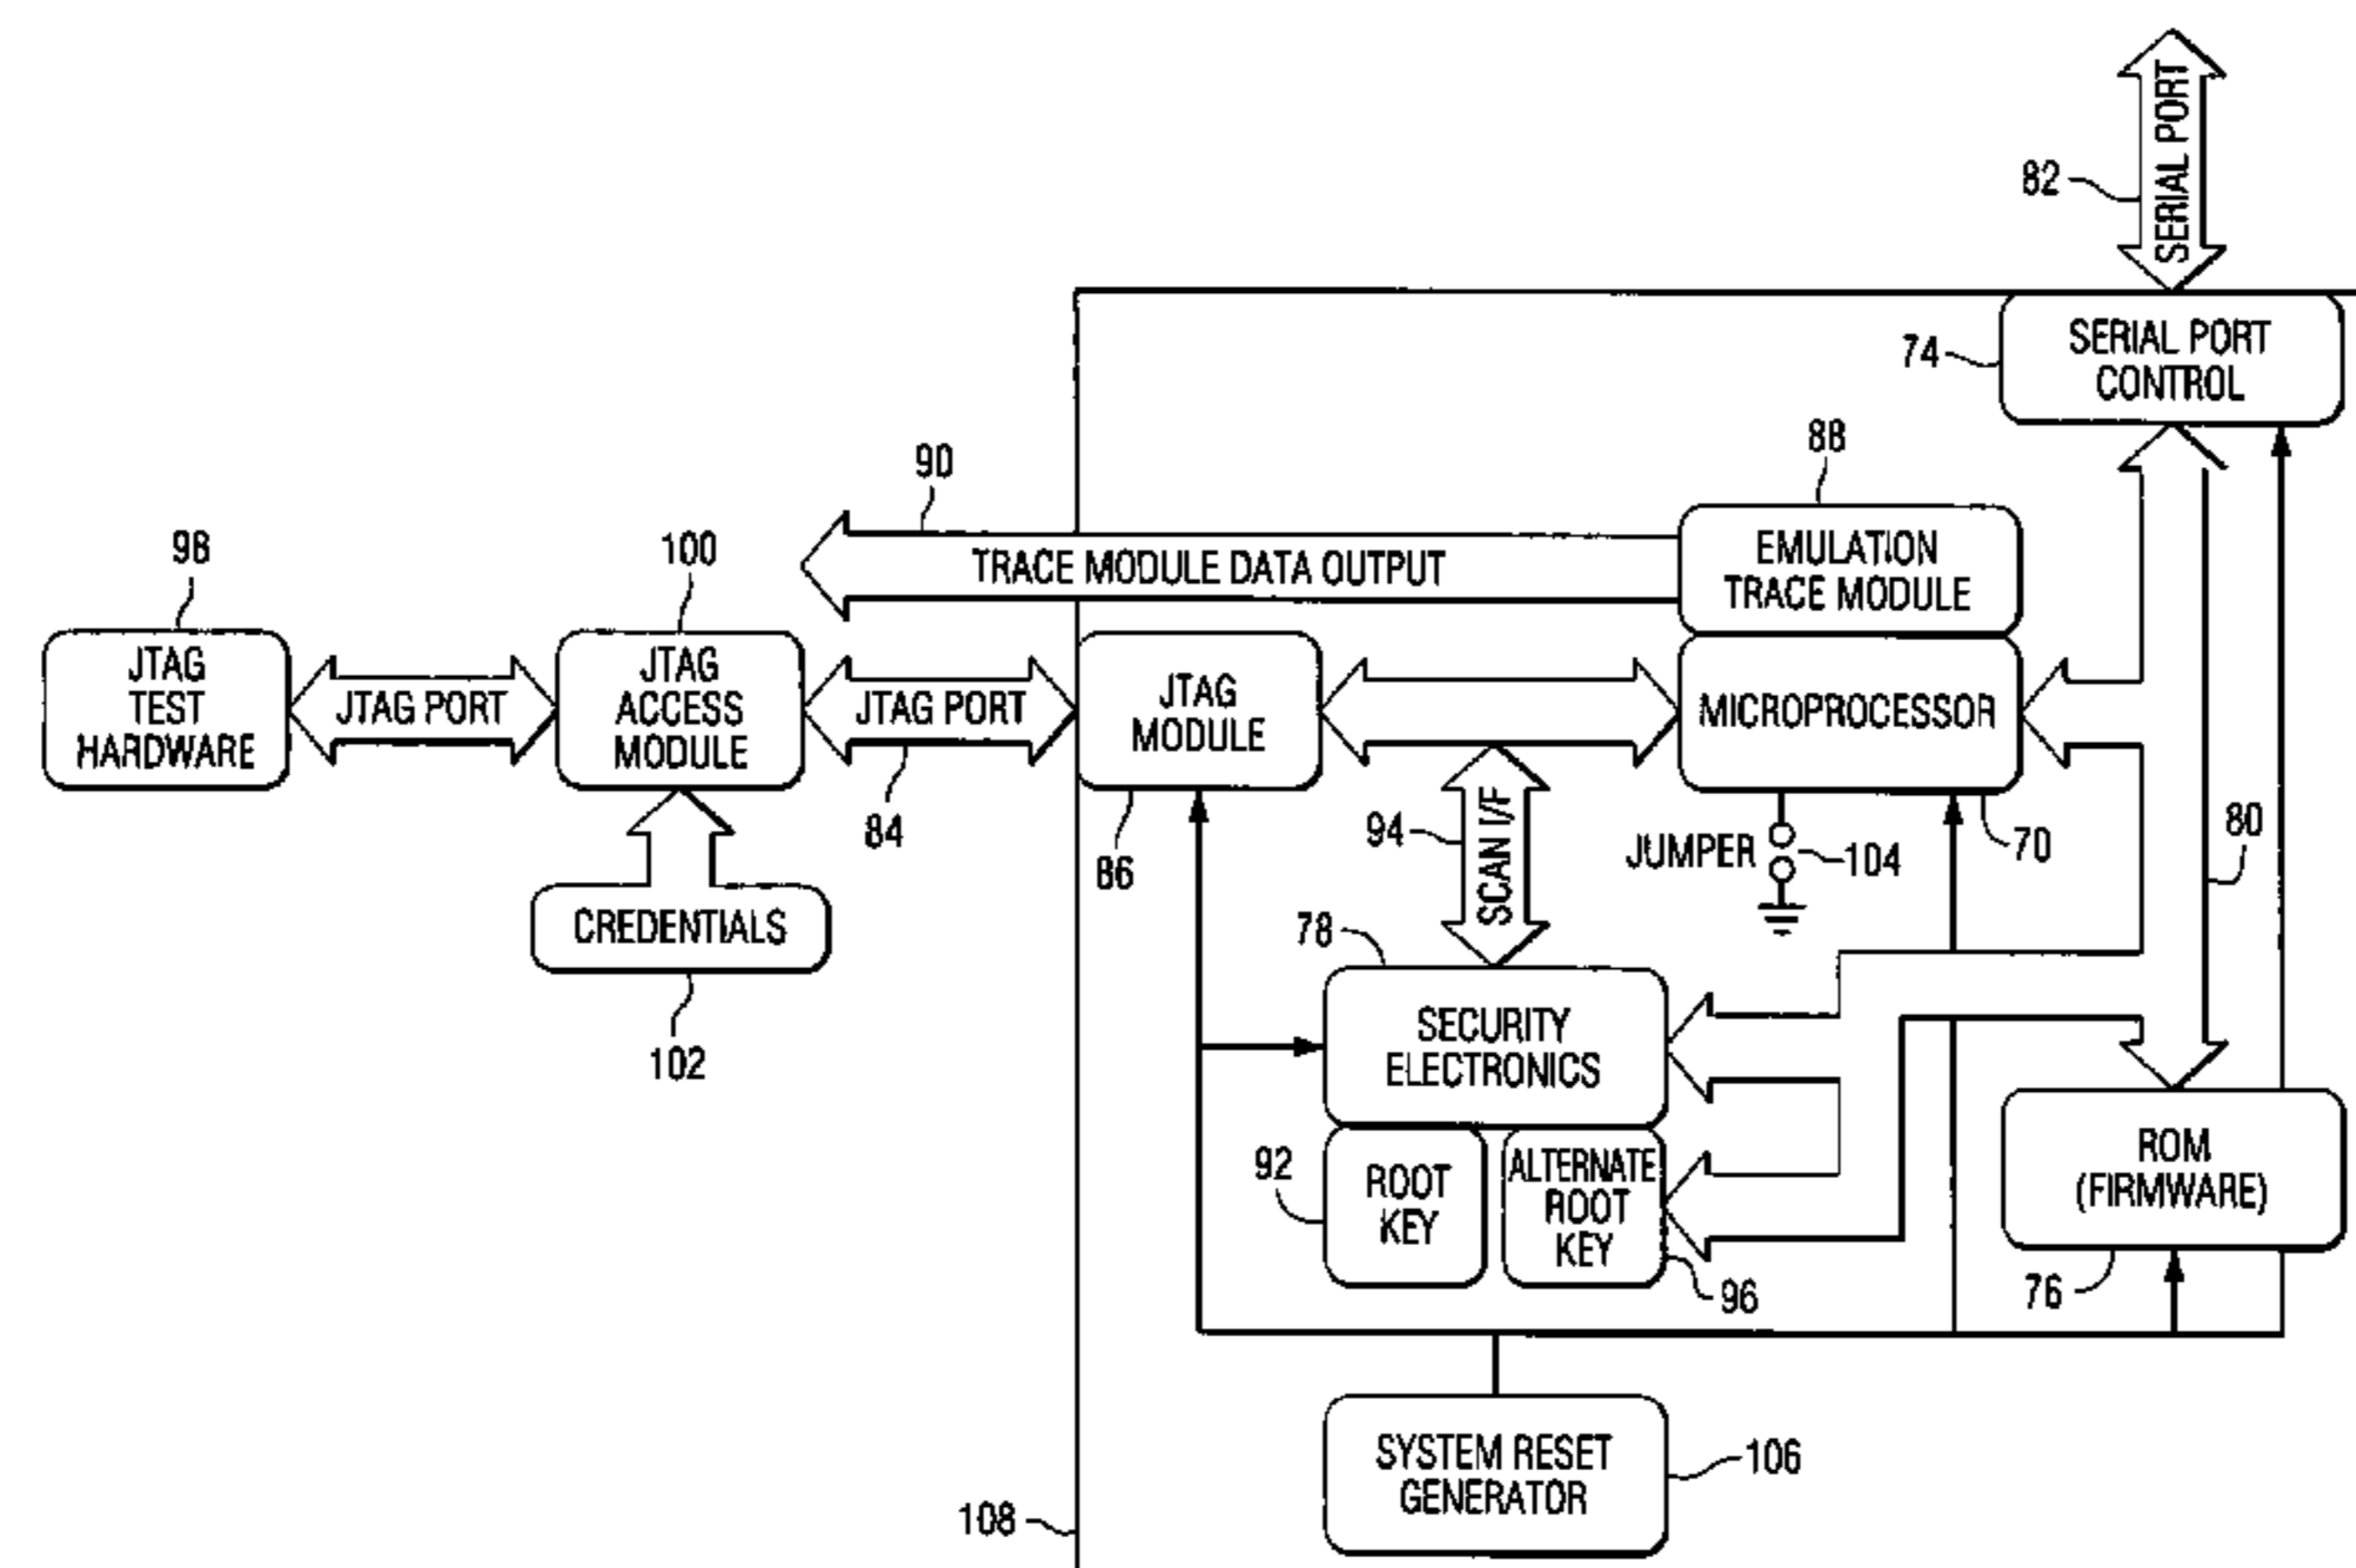 SERIAL PORT
82
74
SERIAL PORT
CONTROL
88
90
EMULATION
TRACE MODULE
TRACE MODULE DATA OUTPUT
98
100
JTAG
TEST
HARDWARE
JTAG PORT
JTAG
ACCESS
MODULE
JTAG PORT
84
JTAG
MODULE
86
MICROPROCESSOR
70
94
SCAN I/F
JUMPER
104
80
CREDENTIALS
102
78
SECURITY
ELECTRONICS
92
ROOT
KEY
ALTERNATE
ROOT
KEY
96
ROM
(FIRMWARE)
76
SYSTEM RESET
GENERATOR
106
108